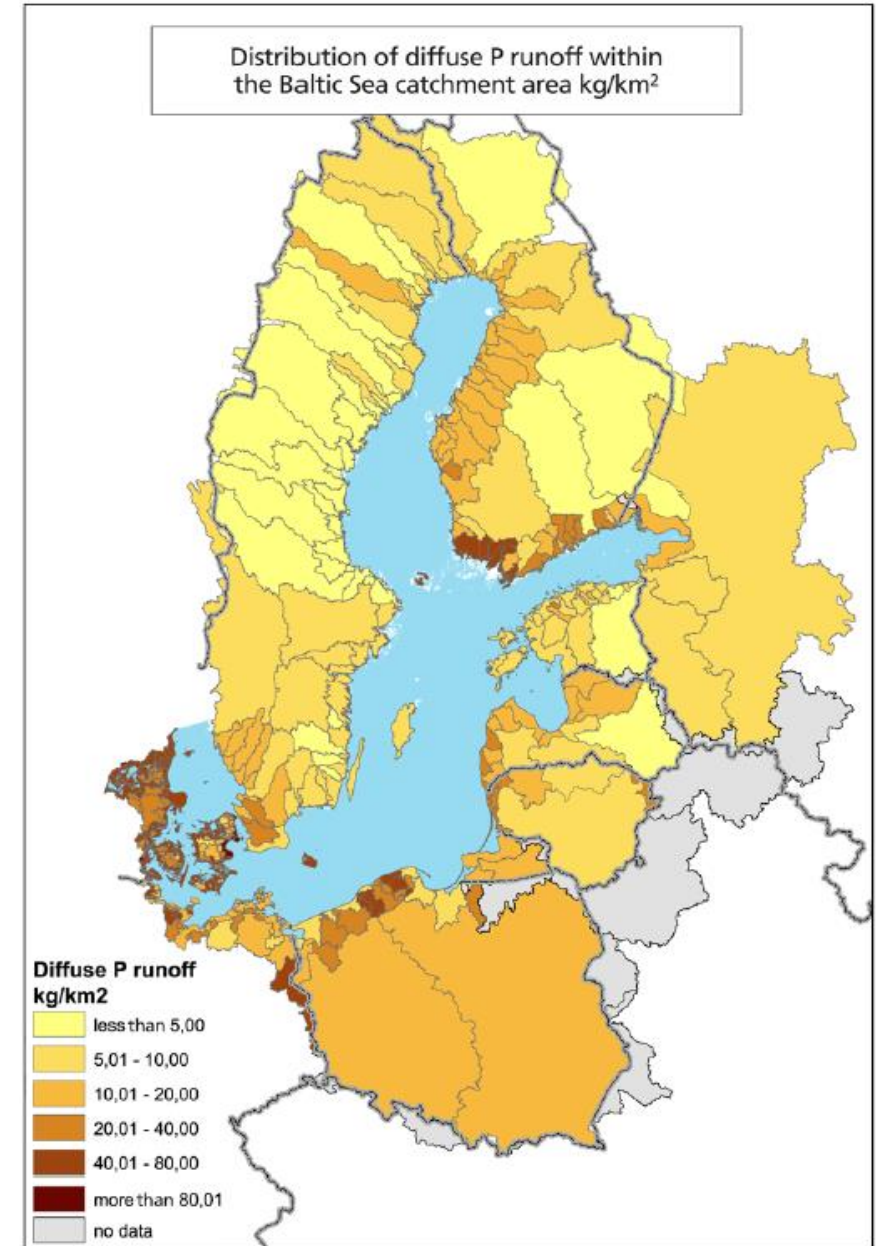 Distribution of diffuse P runoff within
the Baltic Sea catchment area kg/km²
Diffuse P runoff
kg/km2
less than 5,00
5,01 - 10,00
10,01 - 20,00
20,01 - 40,00
40,01 - 80,00
more than 80,01
no data